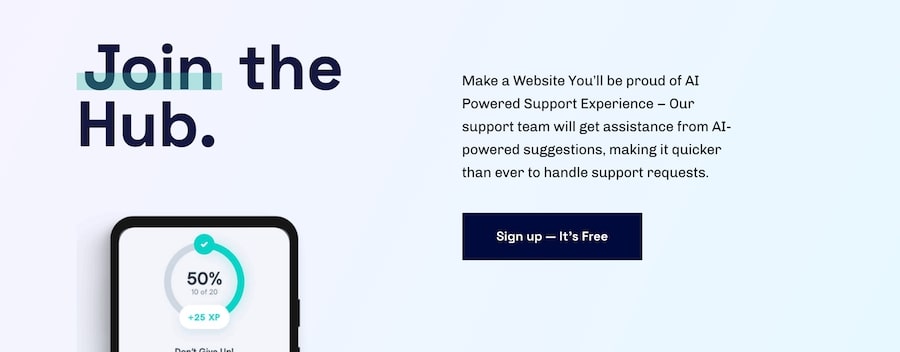 Join the
Hub.
Make a Website You’ll be proud of AI
Powered Support Experience – Our
support team will get assistance from AI-
powered suggestions, making it quicker
than ever to handle support requests.
Sign up — It’s Free
50%
10 of 20
+25 XP
Don't Give Up!